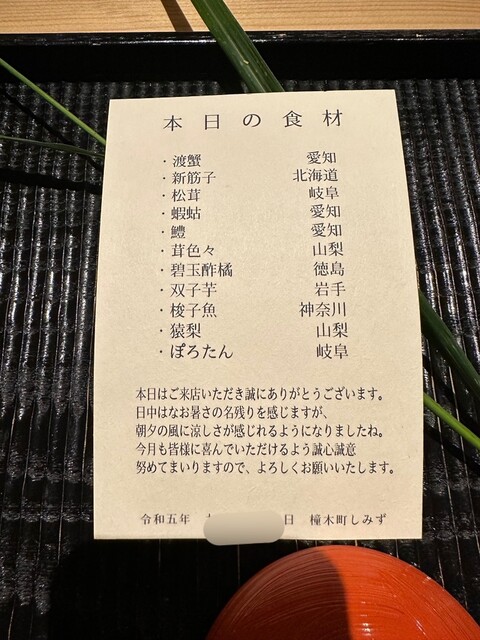 本日の食材
・渡蟹 愛知
・新筋子 北海道
・松茸 岐阜
・蝦蛄 愛知
・鱧 愛知
・茸色々 山梨
・碧玉酢橘 徳島
・双子芋 岩手
・梭子魚 神奈川
・猿梨 山梨
・ぽろたん 岐阜
本日はご来店いただき誠にありがとうございます。
日中はなお暑さの名残りを感じますが、
朝夕の風に涼しさが感じれるようになりましたね。
今月も皆様に喜んでいただけるよう誠心誠意
努めてまいりますので、よろしくお願いいたします。
令和五年 日 橦木町しみず